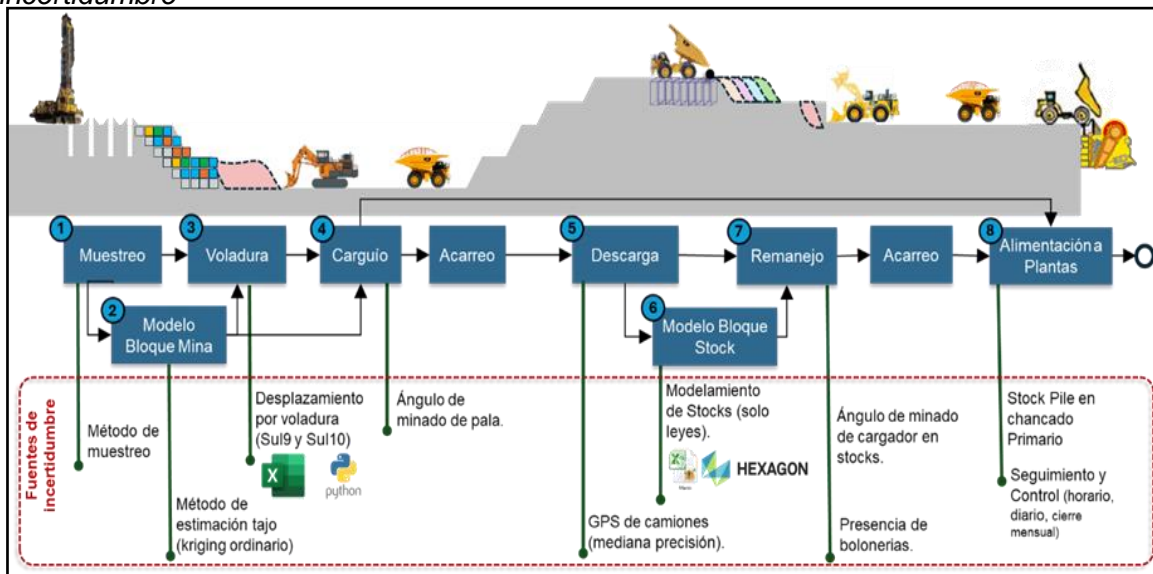 incertidumbre
1
Muestreo
3
Voladura
4
Carguío
Acarreo
5
Descarga
7
Remanejo
Acarreo
8
Alimentación a
Plantas
2
Modelo
Bloque Mina
6
Modelo Bloque
Stock
Fuentes de
incertidumbre
Método de
muestreo
Método de
estimación tajo
(kriging ordinario)
Desplazamiento
por voladura
(Sul9 y Sul10)
X
python
Ángulo de
minado de pala.
GPS de camiones
(mediana precisión).
Modelamiento
de Stocks (solo
leyes).
HEXAGON
Ángulo de minado
de cargador en
stocks.
Presencia de
bolonerias.
Stock Pile en
chancado
Primario
Seguimiento y
Control (horario,
diario, cierre
mensual)